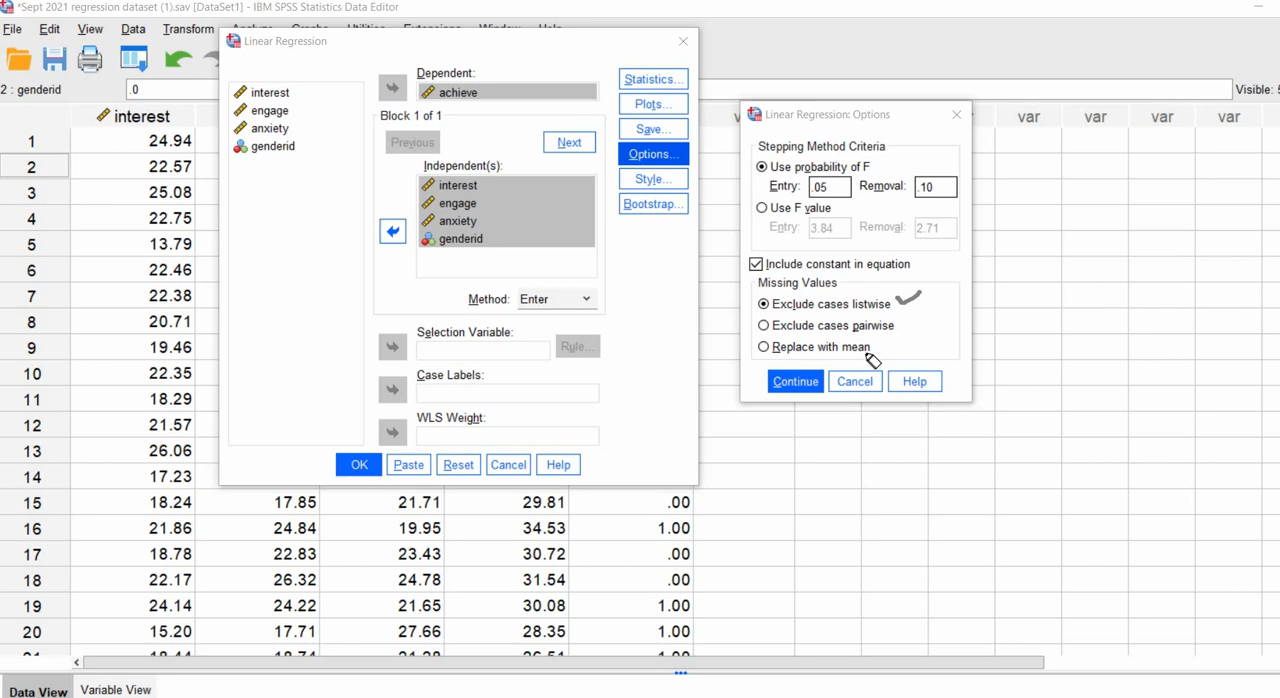 *Sept 2021 regression dataset (1).sav [DataSet1] - IBM SPSS Statistics Data Editor
File Edit View Data Transform Analyze Graphs Utilities Extensions Window Help
2 : genderid .0 Visible: 5
interest var var var var
1 24.94
2 22.57
3 25.08
4 22.75
5 13.79
6 22.46
7 22.38
8 20.71
9 19.46
10 22.35
11 18.29
12 21.57
13 26.06
14 17.23
15 18.24 17.85 21.71 29.81 .00
16 21.86 24.84 19.95 34.53 1.00
17 18.78 22.83 23.43 30.72 .00
18 22.17 26.32 24.78 31.54 .00
19 24.14 24.22 21.65 30.08 1.00
20 15.20 17.71 27.66 28.35 1.00
Data View Variable View
Linear Regression
interest
engage
anxiety
genderid
Dependent:
achieve
Block 1 of 1
Previous Next
Independent(s):
interest
engage
anxiety
genderid
Method: Enter
Selection Variable:
Rule...
Case Labels:
WLS Weight:
Statistics...
Plots...
Save...
Options...
Style...
Bootstrap...
OK Paste Reset Cancel Help
Linear Regression: Options
Stepping Method Criteria
Use probability of F
Entry: .05 Removal: .10
Use F value
Entry: 3.84 Removal: 2.71
Include constant in equation
Missing Values
Exclude cases listwise
Exclude cases pairwise
Replace with mean
Continue Cancel Help